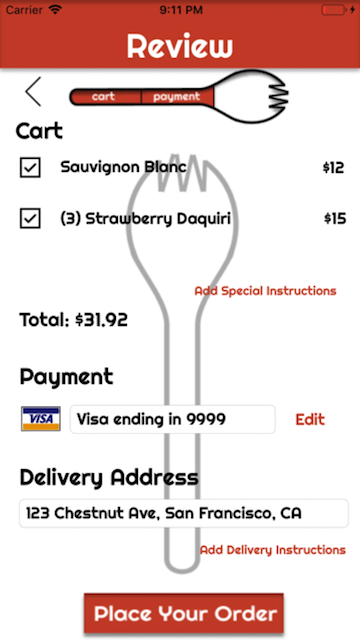 Carrier 9:11 PM
Review
cart payment
Cart
Sauvignon Blanc $12
(3) Strawberry Daquiri $15
Add Special Instructions
Total: $31.92
Payment
VISA Visa ending in 9999 Edit
Delivery Address
123 Chestnut Ave, San Francisco, CA
Add Delivery Instructions
Place Your Order